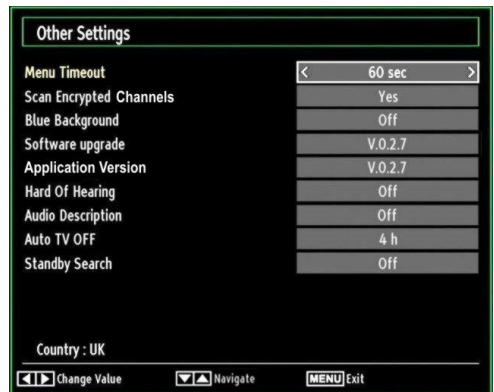 Other Settings
Menu Timeout < 60 sec >
Scan Encrypted Channels Yes
Blue Background Off
Software upgrade V.0.2.7
Application Version V.0.2.7
Hard Of Hearing Off
Audio Description Off
Auto TV OFF 4 h
Standby Search Off
Country : UK
Change Value Navigate MENU Exit